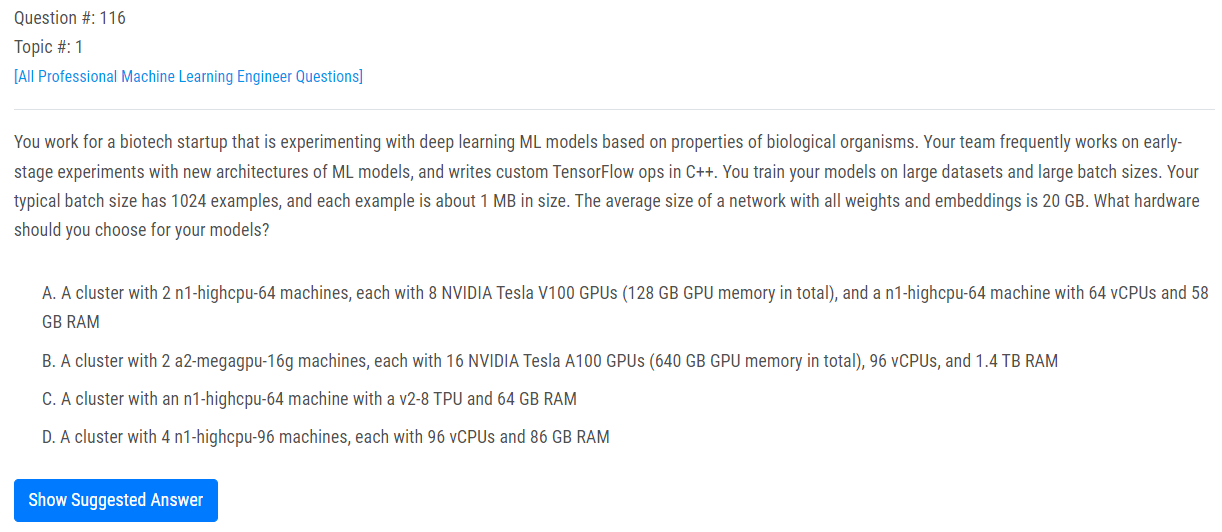 Question #: 116
Topic #: 1
[All Professional Machine Learning Engineer Questions]
You work for a biotech startup that is experimenting with deep learning ML models based on properties of biological organisms. Your team frequently works on early-
stage experiments with new architectures of ML models, and writes custom TensorFlow ops in C++. You train your models on large datasets and large batch sizes. Your
typical batch size has 1024 examples, and each example is about 1 MB in size. The average size of a network with all weights and embeddings is 20 GB. What hardware
should you choose for your models?
A. A cluster with 2 n1-highcpu-64 machines, each with 8 NVIDIA Tesla V100 GPUs (128 GB GPU memory in total), and a n1-highcpu-64 machine with 64 vCPUs and 58
GB RAM
B. A cluster with 2 a2-megagpu-16g machines, each with 16 NVIDIA Tesla A100 GPUs (640 GB GPU memory in total), 96 vCPUs, and 1.4 TB RAM
C. A cluster with an n1-highcpu-64 machine with a v2-8 TPU and 64 GB RAM
D. A cluster with 4 n1-highcpu-96 machines, each with 96 vCPUs and 86 GB RAM
Show Suggested Answer